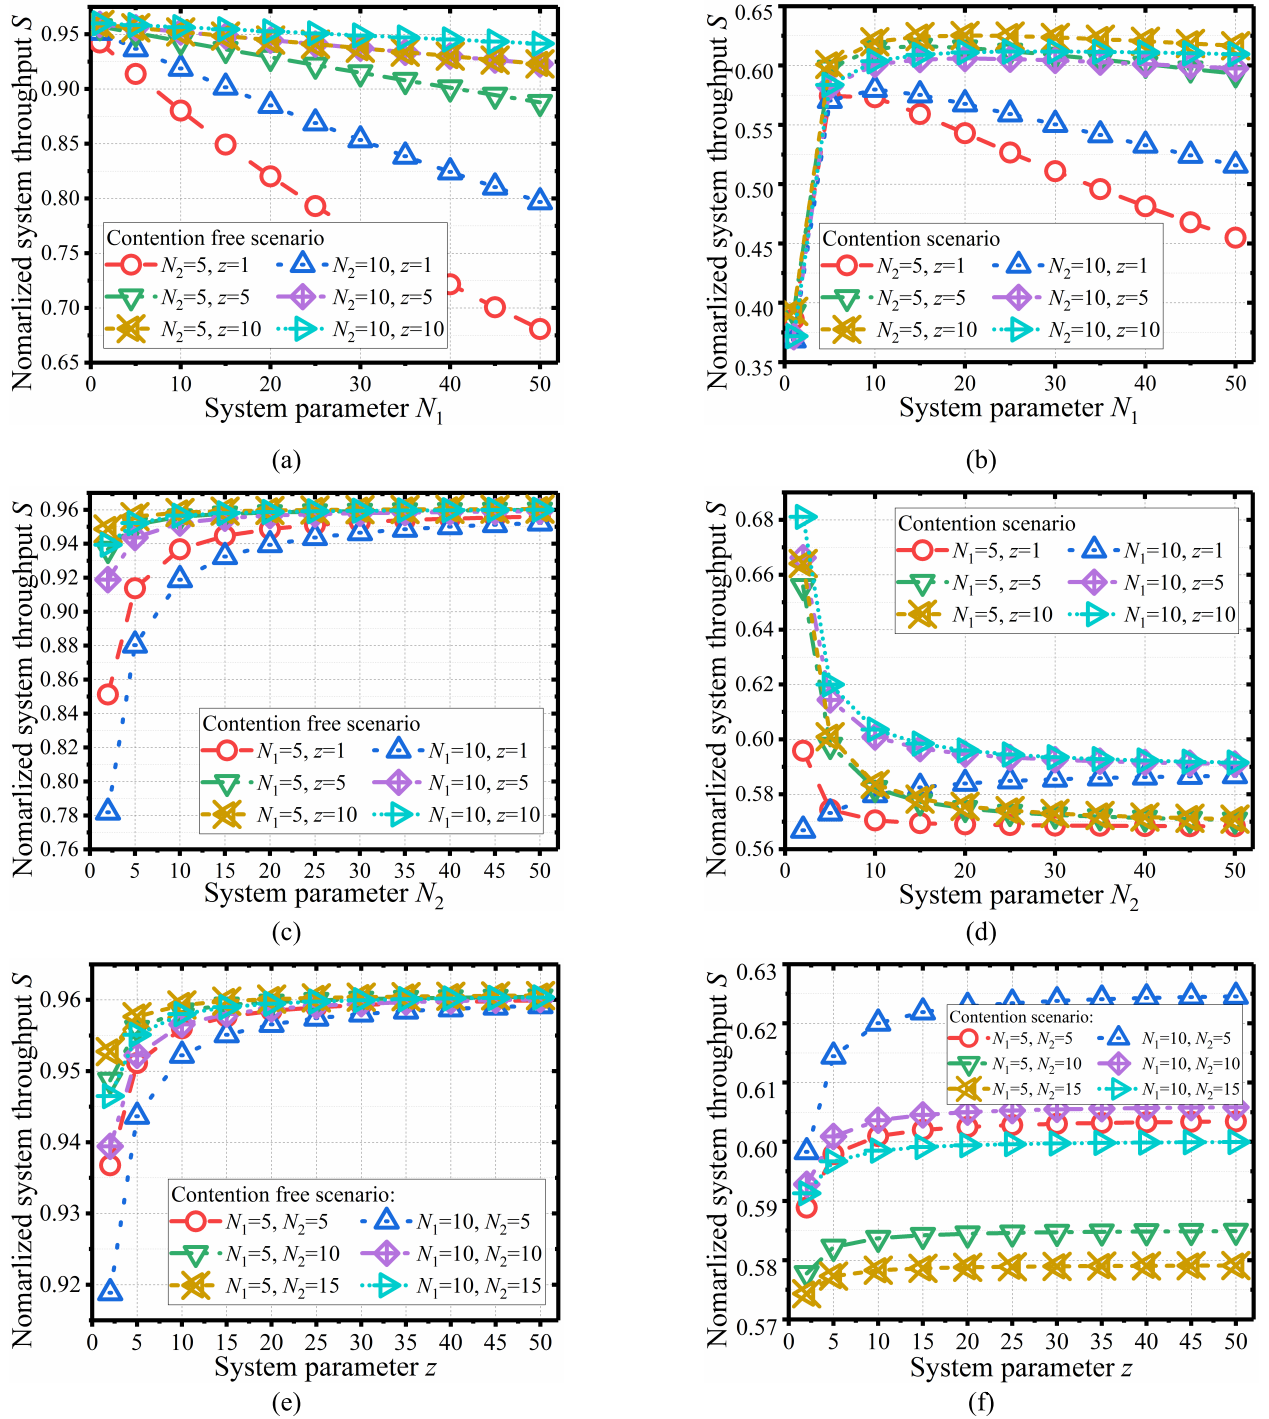 Nomarlized system throughput S
0.95
0.90
0.85
0.80
0.75
0.70
0.65
Contention free scenario
N2=5, z=1
N2=10, z=1
N2=5, z=5
N2=10, z=5
N2=5, z=10
N2=10, z=10
0 10 20 30 40 50
System parameter N1
(a)
Nomarlized system throughput S
0.65
0.60
0.55
0.50
0.45
0.40
0.35
Contention scenario
N2=5, z=1
N2=10, z=1
N2=5, z=5
N2=10, z=5
N2=5, z=10
N2=10, z=10
0 10 20 30 40 50
System parameter N1
(b)
Nomarlized system throughput S
0.96
0.94
0.92
0.90
0.88
0.86
0.84
0.82
0.80
0.78
0.76
Contention free scenario
N1=5, z=1
N1=10, z=1
N1=5, z=5
N1=10, z=5
N1=5, z=10
N1=10, z=10
0 5 10 15 20 25 30 35 40 45 50
System parameter N2
(c)
Nomarlized system throughput S
0.68
0.66
0.64
0.62
0.60
0.58
0.56
Contention scenario
N1=5, z=1
N1=10, z=1
N1=5, z=5
N1=10, z=5
N1=5, z=10
N1=10, z=10
0 5 10 15 20 25 30 35 40 45 50
System parameter N2
(d)
Nomarlized system throughput S
0.96
0.95
0.94
0.93
0.92
Contention free scenario:
N1=5, N2=5
N1=10, N2=5
N1=5, N2=10
N1=10, N2=10
N1=5, N2=15
N1=10, N2=15
0 5 10 15 20 25 30 35 40 45 50
System parameter z
(e)
Nomarlized system throughput S
0.63
0.62
0.61
0.60
0.59
0.58
0.57
Contention scenario:
N1=5, N2=5
N1=10, N2=5
N1=5, N2=10
N1=10, N2=10
N1=5, N2=15
N1=10, N2=15
0 5 10 15 20 25 30 35 40 45 50
System parameter z
(f)